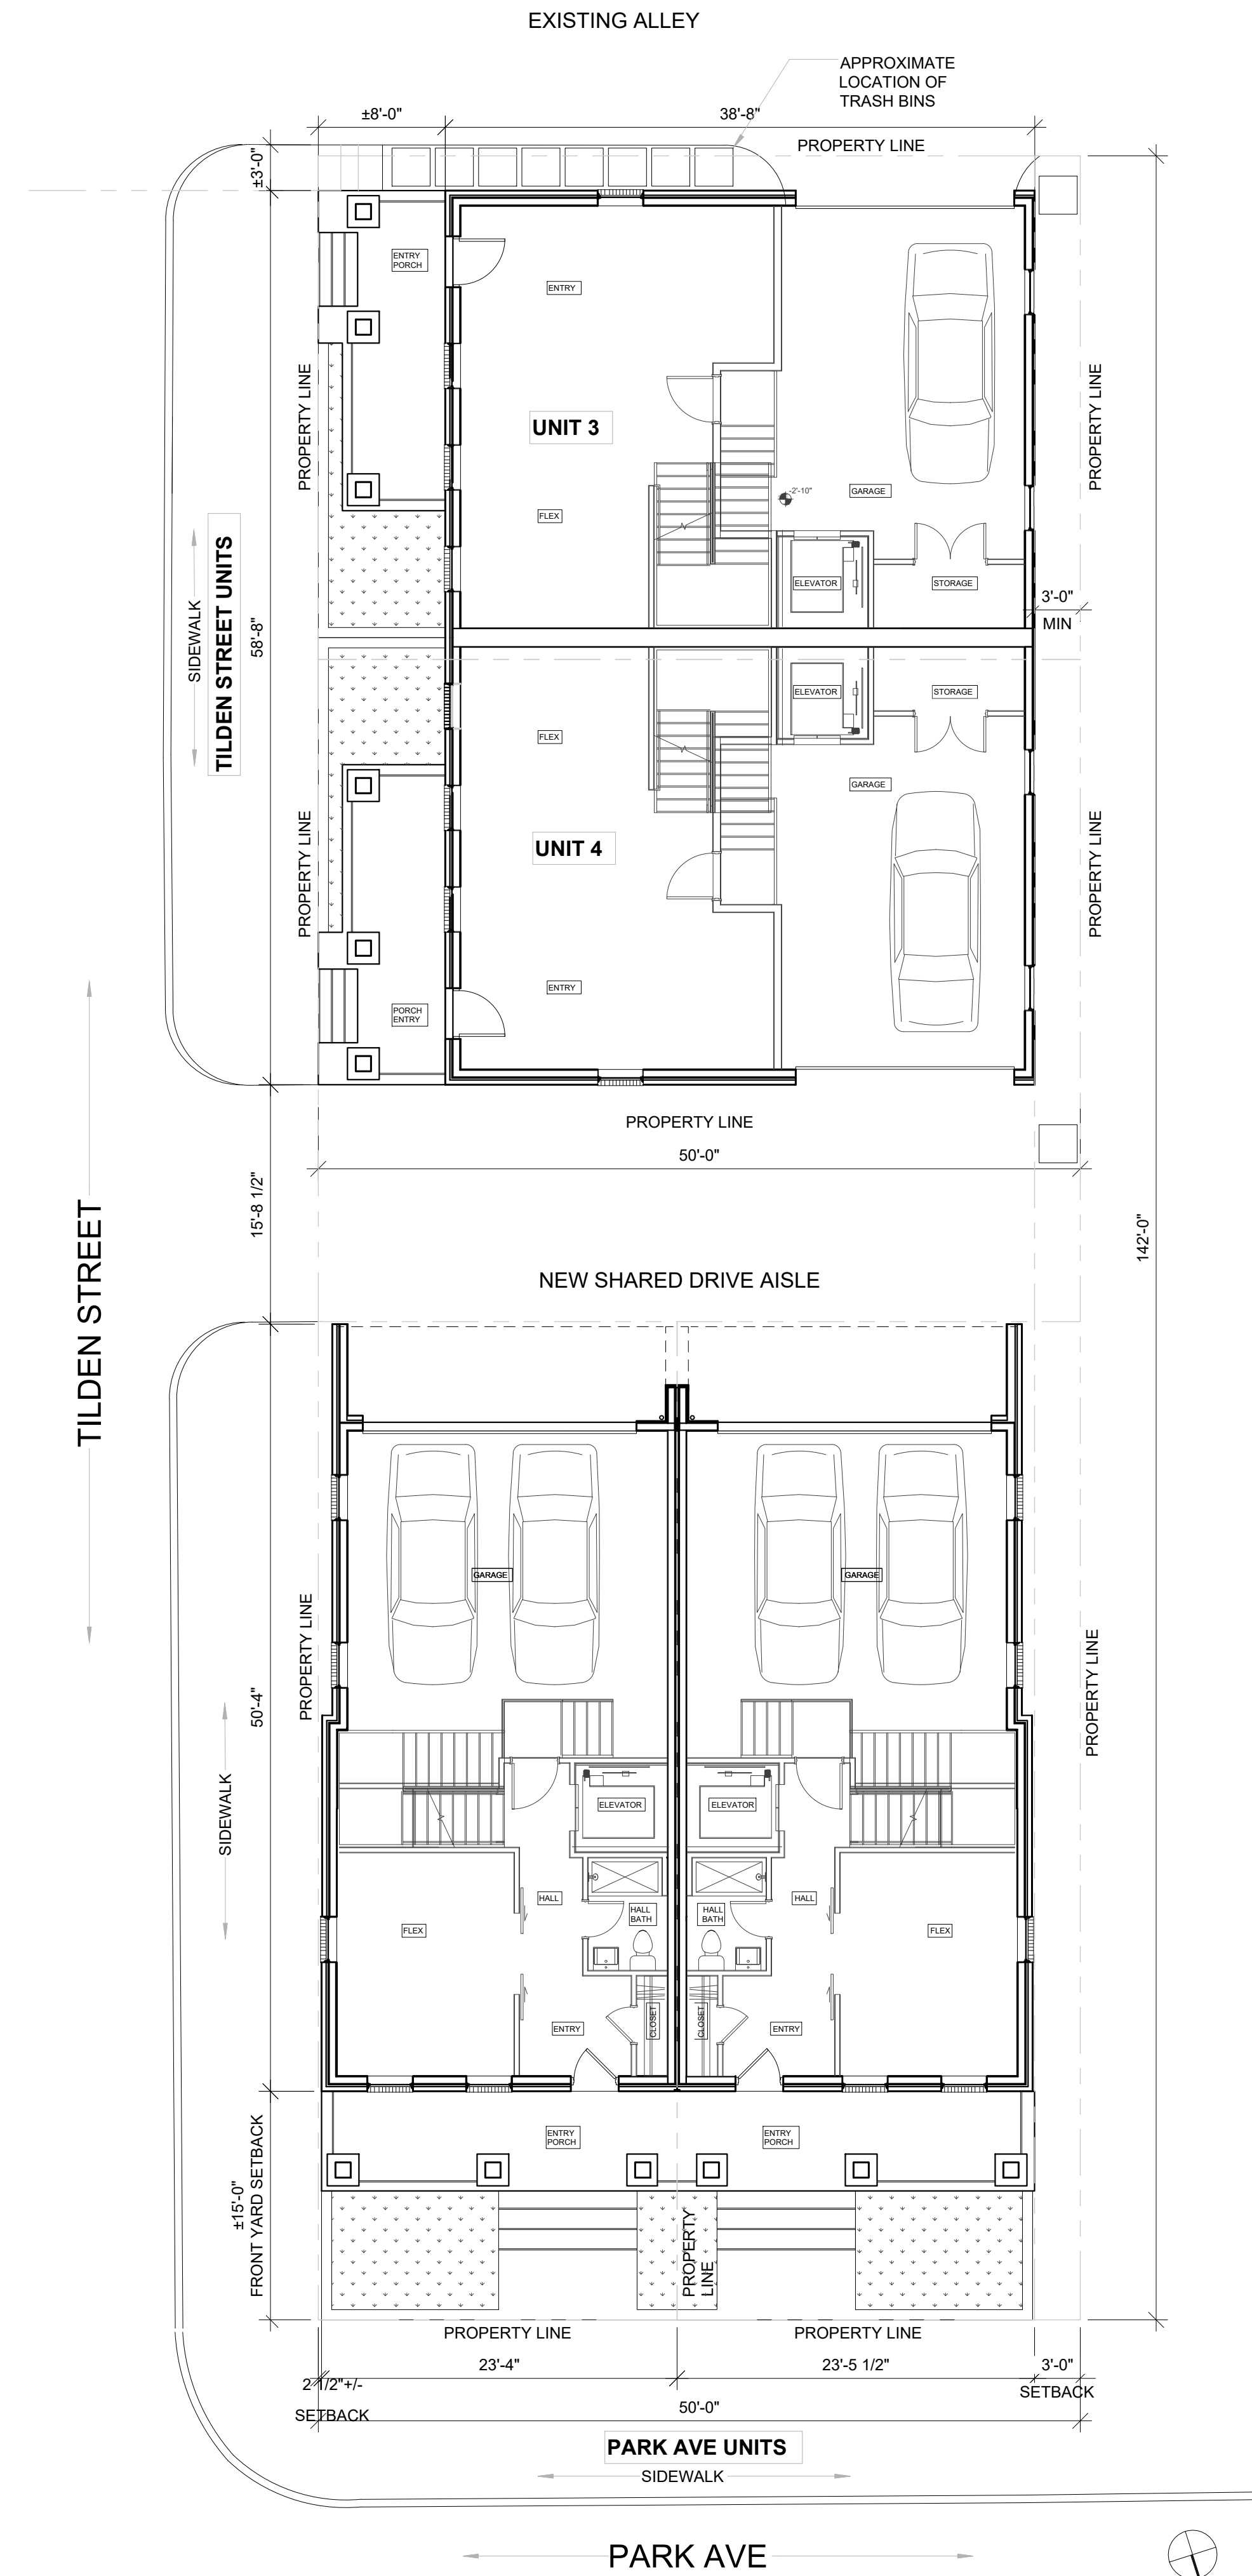 EXISTING ALLEY
APPROXIMATE
LOCATION OF
TRASH BINS
±8'-0"
38'-8"
PROPERTY LINE
±3'-0"
ENTRY
PORCH
ENTRY
PROPERTY LINE
PROPERTY LINE
UNIT 3
-2'-10"
GARAGE
FLEX
SIDEWALK
TILDEN STREET UNITS
58'-8"
ELEVATOR
STORAGE
3'-0"
MIN
ELEVATOR
STORAGE
FLEX
GARAGE
PROPERTY LINE
PROPERTY LINE
UNIT 4
ENTRY
PORCH
ENTRY
PROPERTY LINE
50'-0"
15'-8 1/2"
142'-0"
TILDEN STREET
NEW SHARED DRIVE AISLE
GARAGE
GARAGE
PROPERTY LINE
PROPERTY LINE
50'-4"
SIDEWALK
ELEVATOR
ELEVATOR
HALL
HALL
HALL
BATH
HALL
BATH
FLEX
FLEX
CLOSET
CLOSET
ENTRY
ENTRY
±15'-0"
FRONT YARD SETBACK
ENTRY
PORCH
ENTRY
PORCH
PROPERTY
LINE
PROPERTY LINE
PROPERTY LINE
23'-4"
23'-5 1/2"
3'-0"
SETBACK
2 1/2"+/-
SETBACK
50'-0"
PARK AVE UNITS
SIDEWALK
PARK AVE